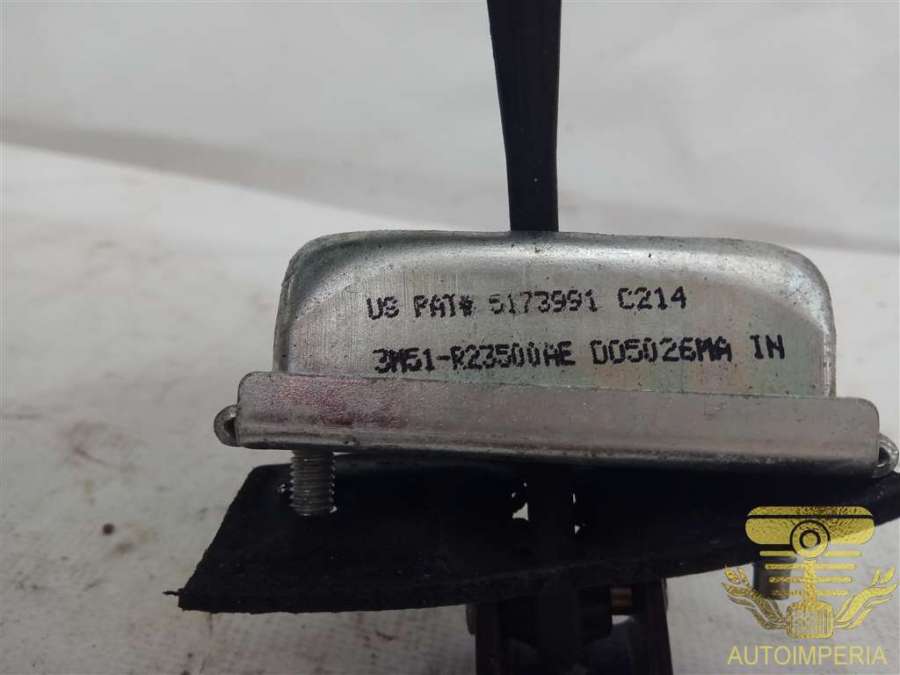 US PAT# 5173991 C214
3M51-R23500AE D05026MA IN
AUTOIMPERIA